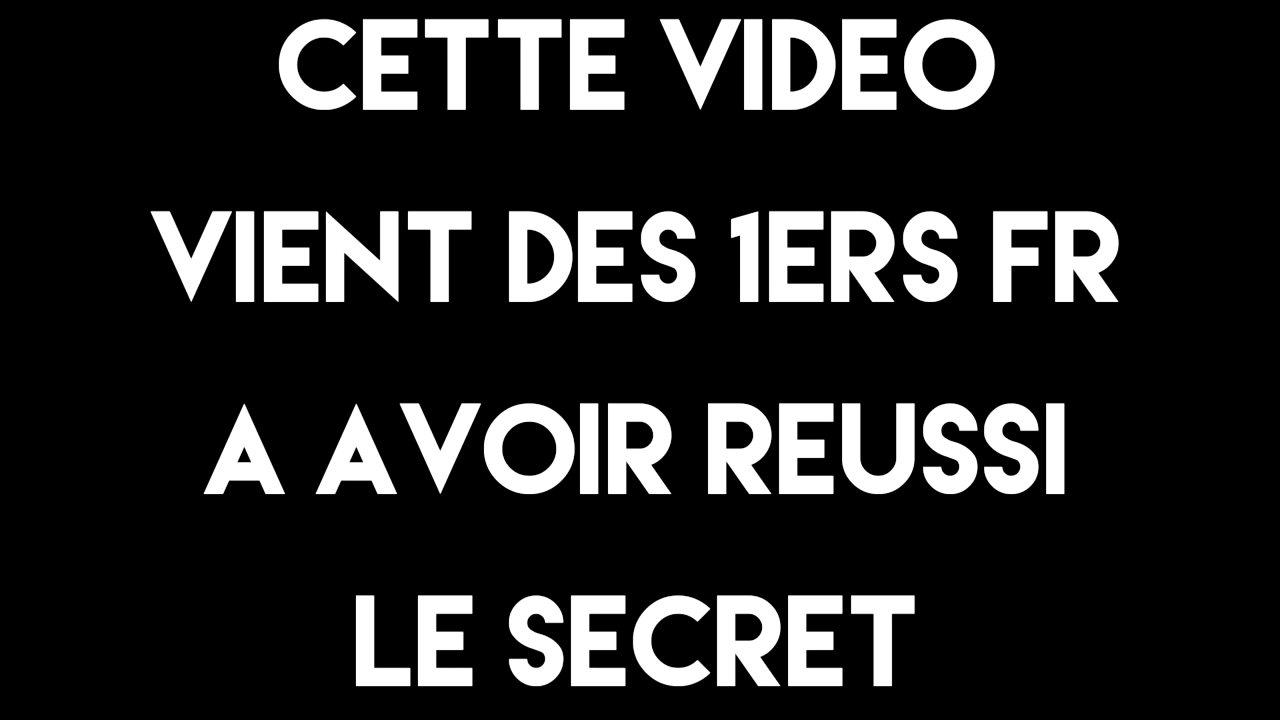 CETTE VIDEO
VIENT DES 1ERS FR
A AVOIR REUSSI
LE SECRET